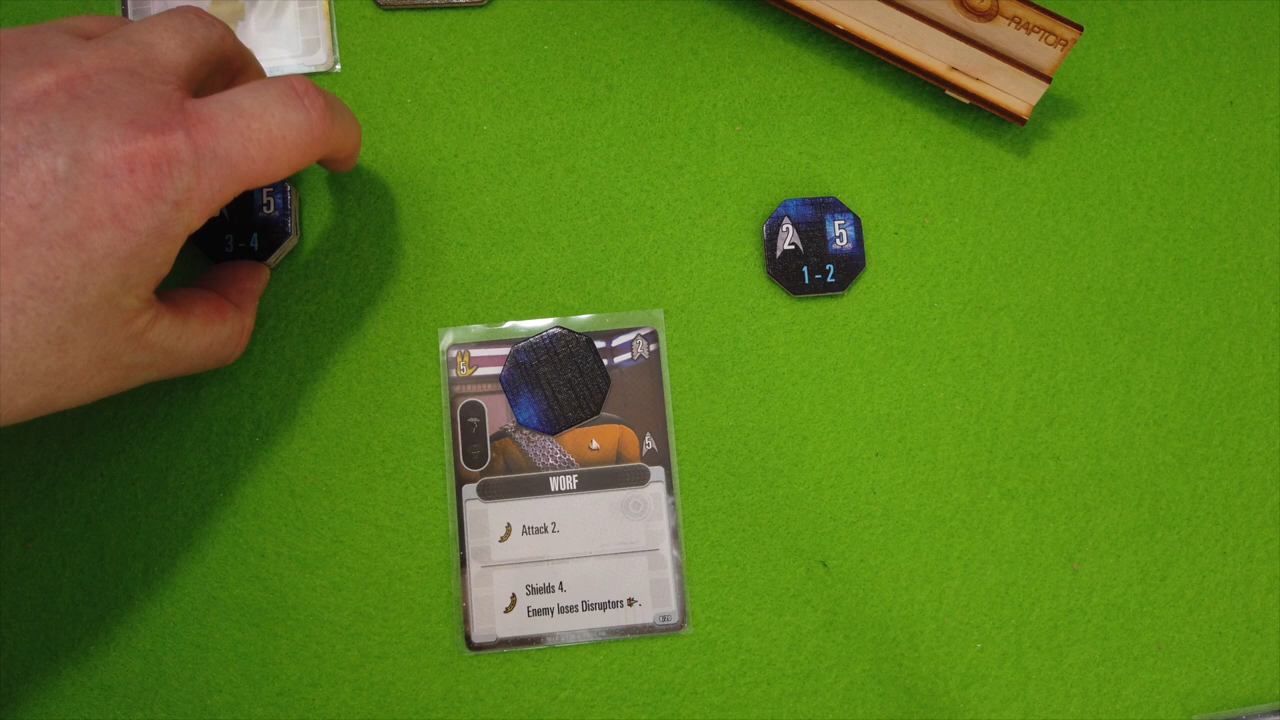 RAPTOR
5
3 - 4
2 5
1 - 2
5
2
5
WORF
Attack 2.
Shields 4.
Enemy loses Disruptors .